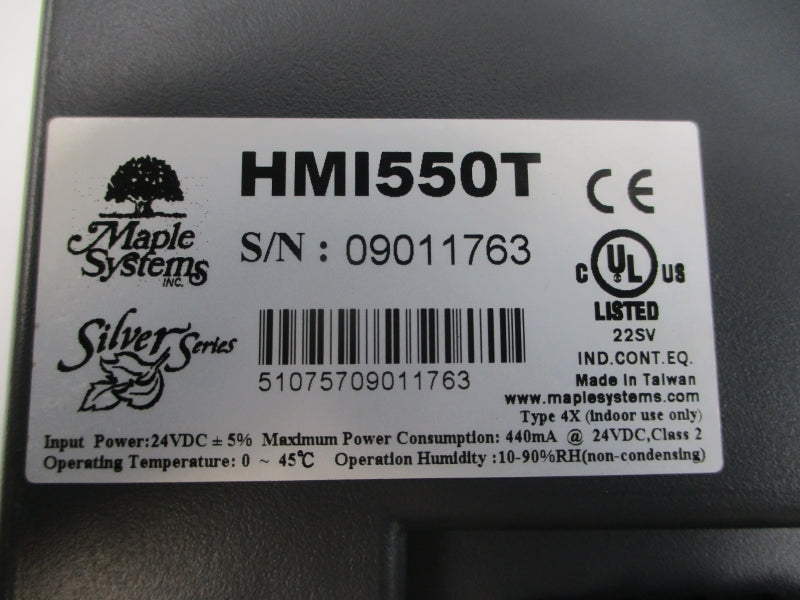 HMI550T
CE
Maple
Systems
INC.
S/N : 09011763
C UL US
LISTED
22SV
IND.CONT.EQ.
Silver Series
51075709011763
Made In Taiwan
www.maplesystems.com
Type 4X (Indoor use only)
Input Power:24VDC ± 5% Maximum Power Consumption: 440mA @ 24VDC,Class 2
Operating Temperature: 0 ~ 45℃ Operation Humidity :10-90%RH(non-condensing)